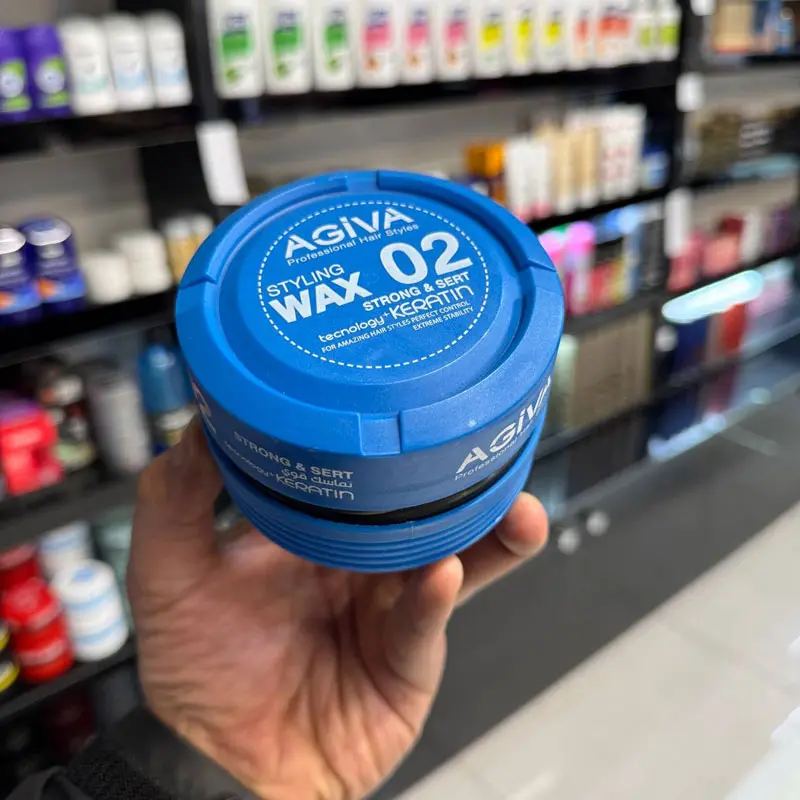 AGiVA
Professional Hair Styles
STYLING
WAX 02
STRONG & SERT
tecnology+ KERATIN
FOR AMAZING HAIR STYLES PERFECT CONTROL
EXTREME STABILITY
STRONG & SERT
تماسك قوي
tecnology+ KERATIN
AGiVA
Professional